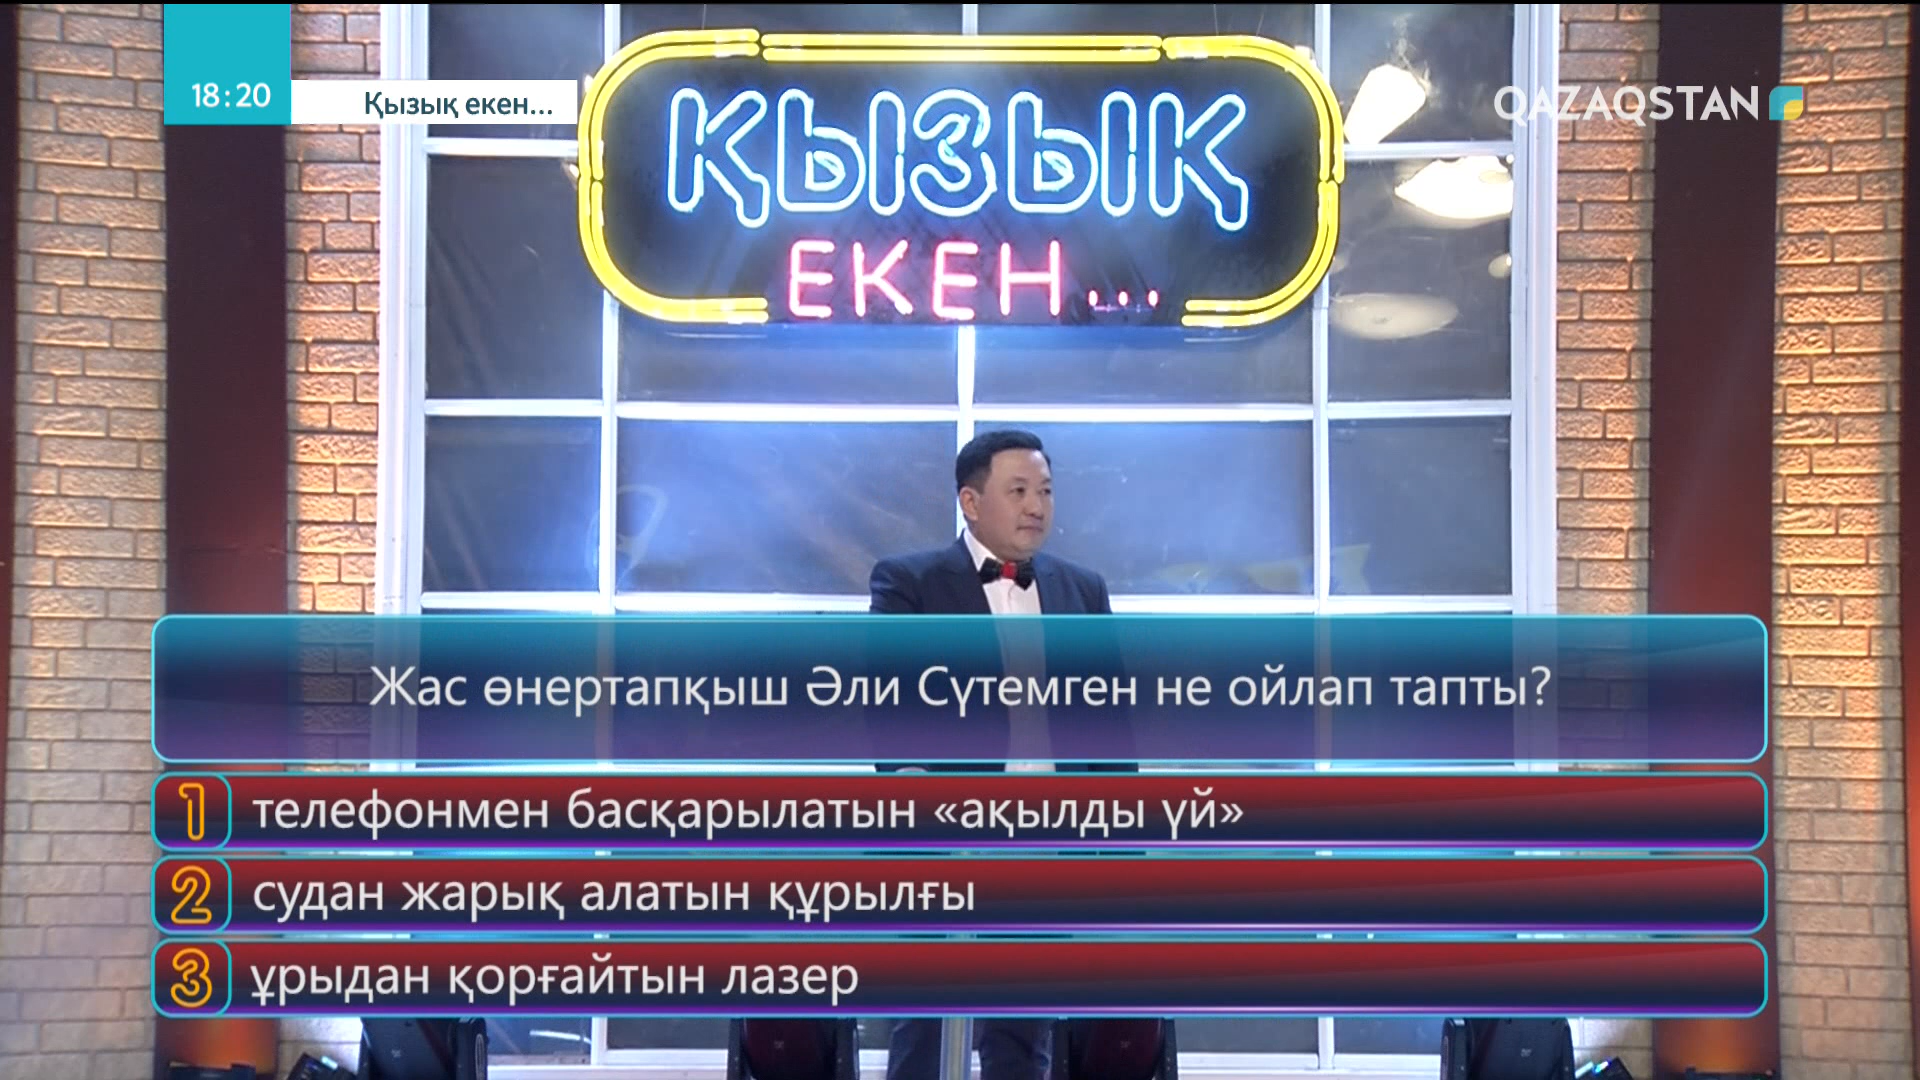 18:20
Қызық екен...
ҚЫЗЫҚ
ЕКЕН...
QAZAQSTAN
Жас өнертапқыш Әли Сүтемген не ойлап тапты?
1 телефонмен басқарылатын «ақылды үй»
2 судан жарық алатын құрылғы
3 ұрыдан қорғайтын лазер